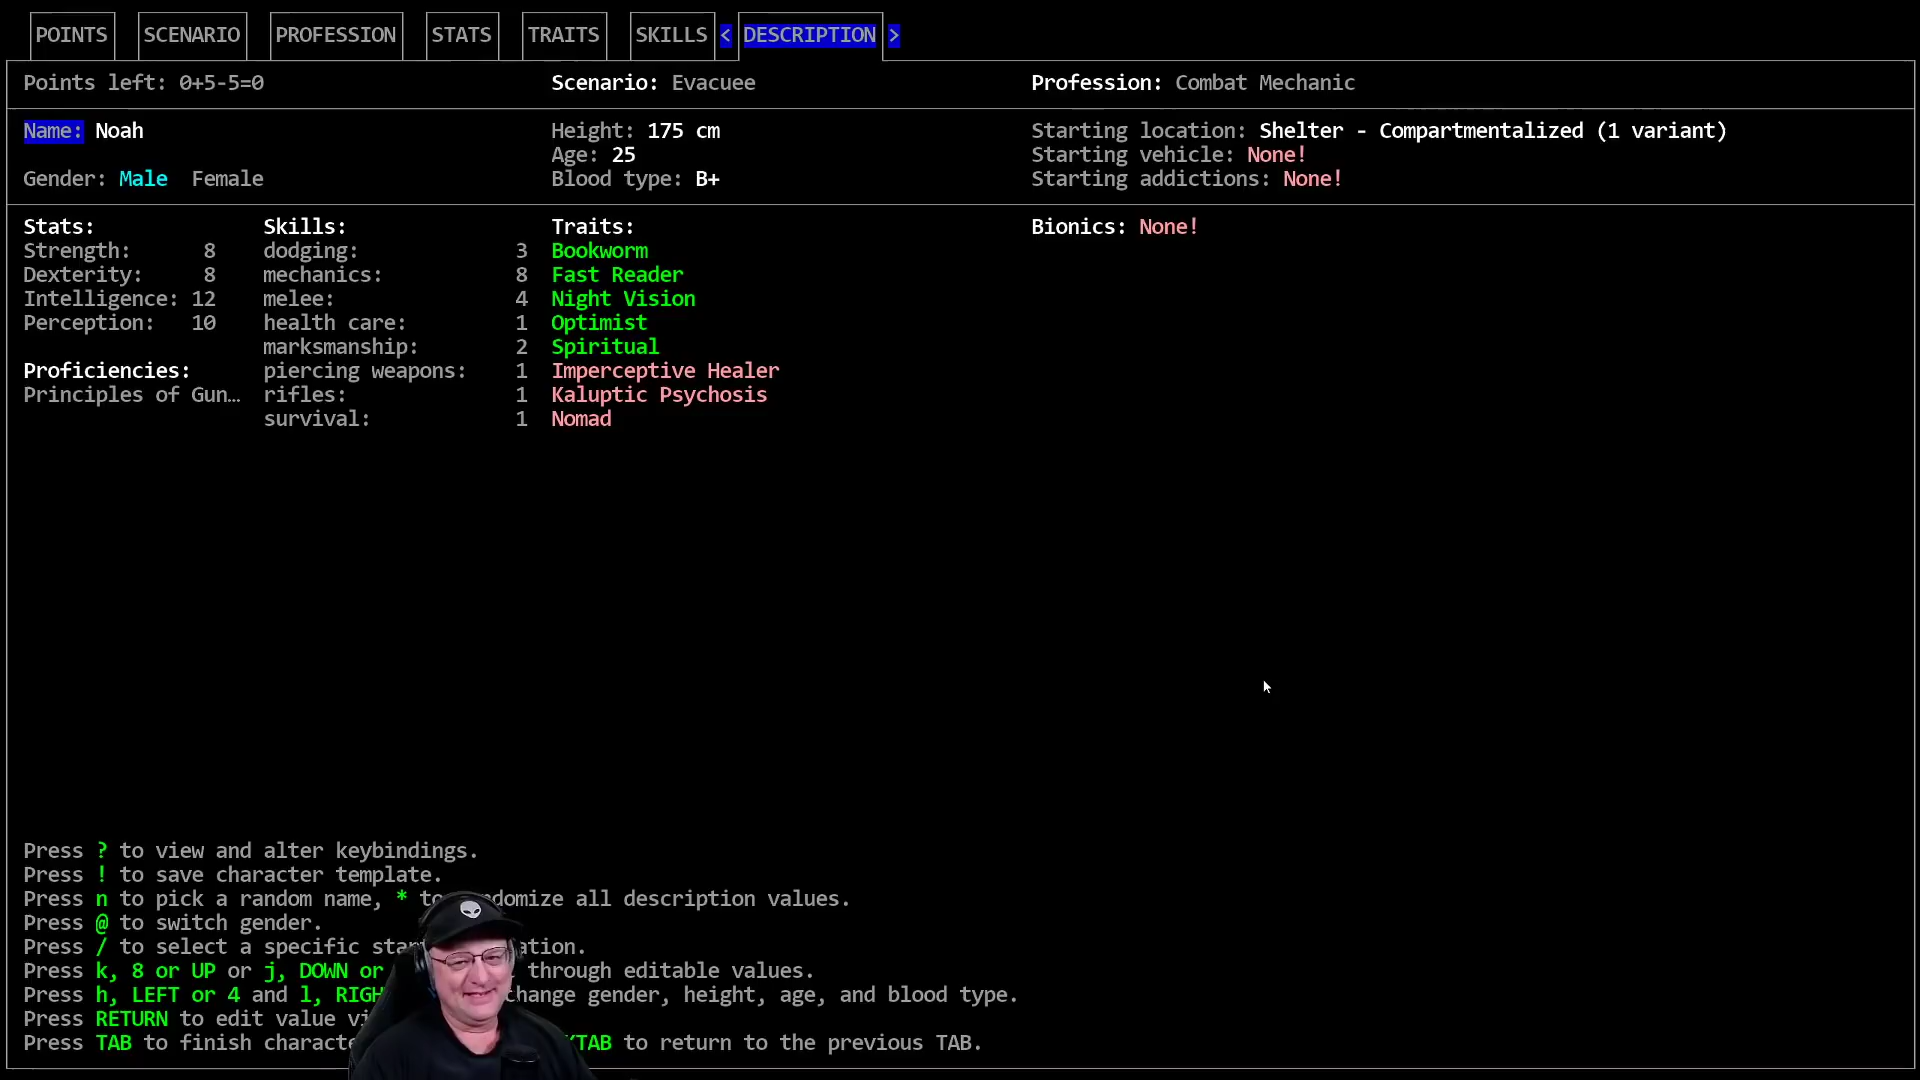 POINTS SCENARIO PROFESSION STATS TRAITS SKILLS < DESCRIPTION >
Points left: 0+5-5=0 Scenario: Evacuee Profession: Combat Mechanic
Name: Noah Height: 175 cm Starting location: Shelter - Compartmentalized (1 variant)
Age: 25 Starting vehicle: None!
Gender: Male Female Blood type: B+ Starting addictions: None!
Stats: Skills: Traits: Bionics: None!
Strength: 8 dodging: 3 Bookworm
Dexterity: 8 mechanics: 8 Fast Reader
Intelligence: 12 melee: 4 Night Vision
Perception: 10 health care: 1 Optimist
marksmanship: 2 Spiritual
Proficiencies: piercing weapons: 1 Imperceptive Healer
Principles of Gun… rifles: 1 Kaluptic Psychosis
survival: 1 Nomad
Press ? to view and alter keybindings.
Press ! to save character template.
Press n to pick a random name, * to randomize all description values.
Press @ to switch gender.
Press / to select a specific
Press k, 8 or UP or j, DOWN or through editable values.
Press h, LEFT or 4 and l, change gender, height, age, and blood type.
Press RETURN to edit value
Press TAB to finish to return to the previous TAB.